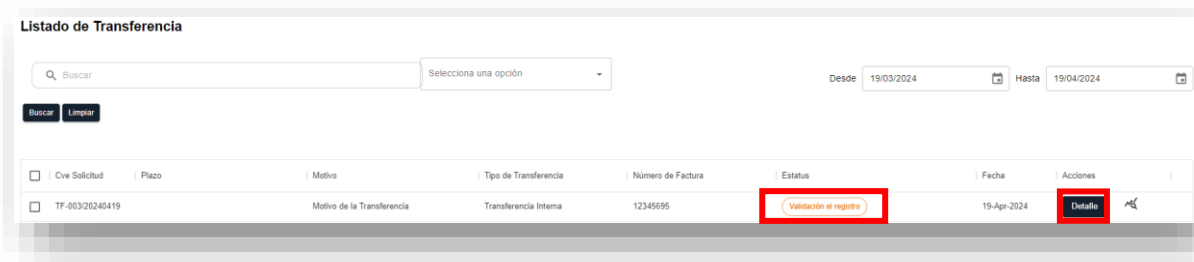 Listado de Transferencia
Buscar Selecciona una opción Desde 19/03/2024 Hasta 19/04/2024
Buscar Limpiar
Cve Solicitud Plazo Motivo Tipo de Transferencia Número de Factura Estatus Fecha Acciones
TF-003/20240419 Motivo de la Transferencia Transferencia Interna 12345695 Validación el registro 19-Apr-2024 Detalle